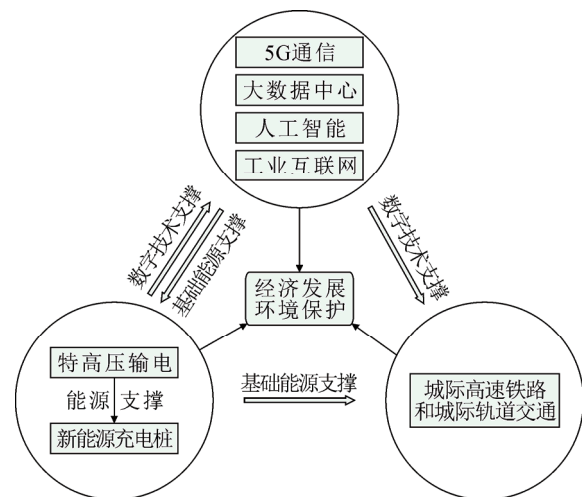 5G通信
大数据中心
人工智能
工业互联网
数字技术支撑
基础能源支撑
数字技术支撑
经济发展
环境保护
特高压输电
能源 支撑
新能源充电桩
基础能源支撑
城际高速铁路
和城际轨道交通